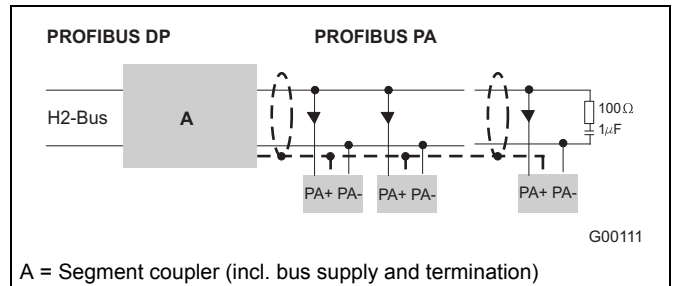 PROFIBUS DP PROFIBUS PA
H2-Bus A 100Ω
1µF
PA+ PA- PA+ PA- PA+ PA-
G00111
A = Segment coupler (incl. bus supply and termination)